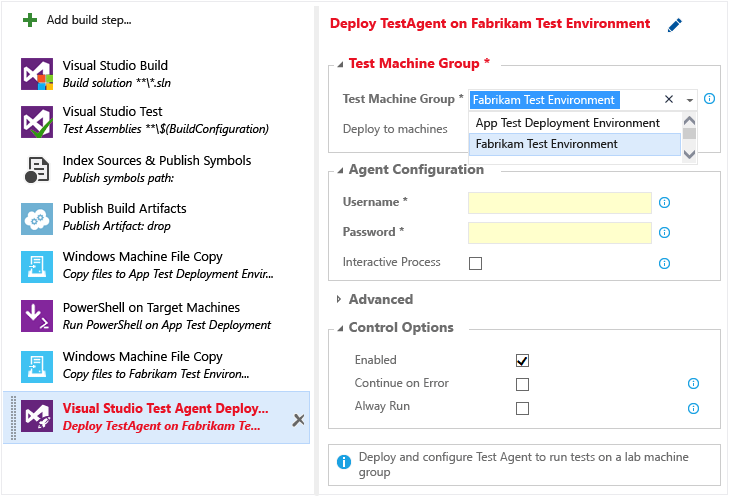 Add build step...
Visual Studio Build
Build solution **\*.sln
Visual Studio Test
Test Assemblies **\$(BuildConfiguration)
Index Sources & Publish Symbols
Publish symbols path:
Publish Build Artifacts
Publish Artifact: drop
Windows Machine File Copy
Copy files to App Test Deployment Envir...
PowerShell on Target Machines
Run PowerShell on App Test Deployment
Windows Machine File Copy
Copy files to Fabrikam Test Environ...
Visual Studio Test Agent Deploy...
Deploy TestAgent on Fabrikam Te...
Deploy TestAgent on Fabrikam Test Environment
Test Machine Group *
Test Machine Group * Fabrikam Test Environment
App Test Deployment Environment
Deploy to machines
Fabrikam Test Environment
Agent Configuration
Username *
Password *
Interactive Process
Advanced
Control Options
Enabled
Continue on Error
Alway Run
Deploy and configure Test Agent to run tests on a lab machine
group